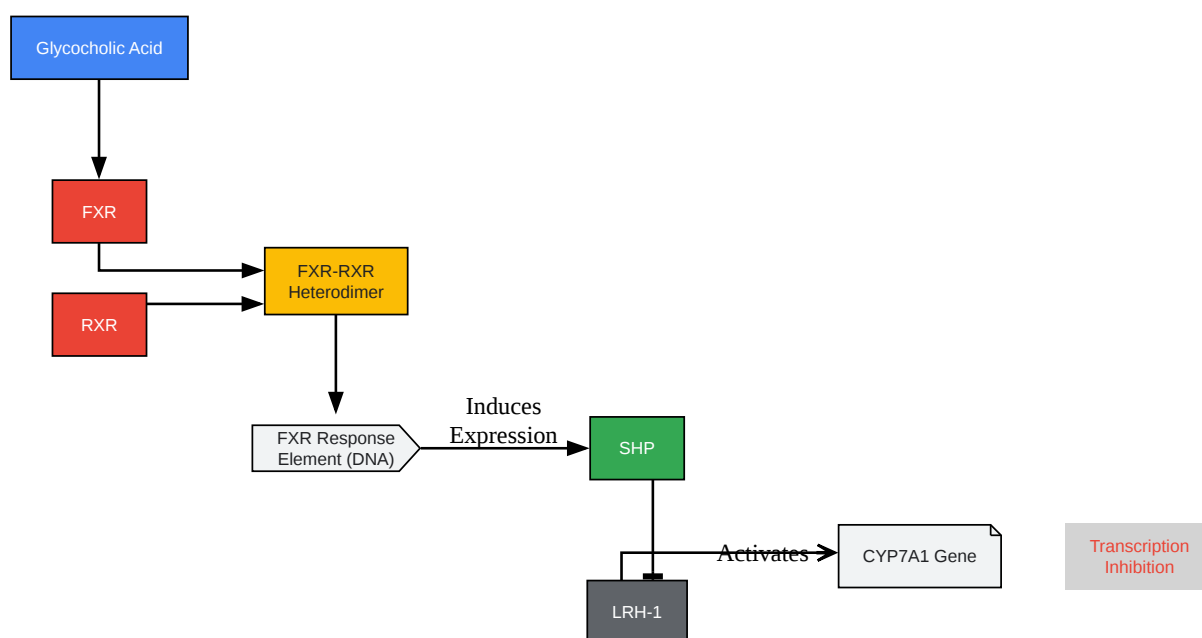 Glycocholic Acid
FXR
FXR-RXR
Heterodimer
RXR
Induces
Expression
FXR Response
Element (DNA)
SHP
Activates
CYP7A1 Gene
Transcription
Inhibition
LRH-1